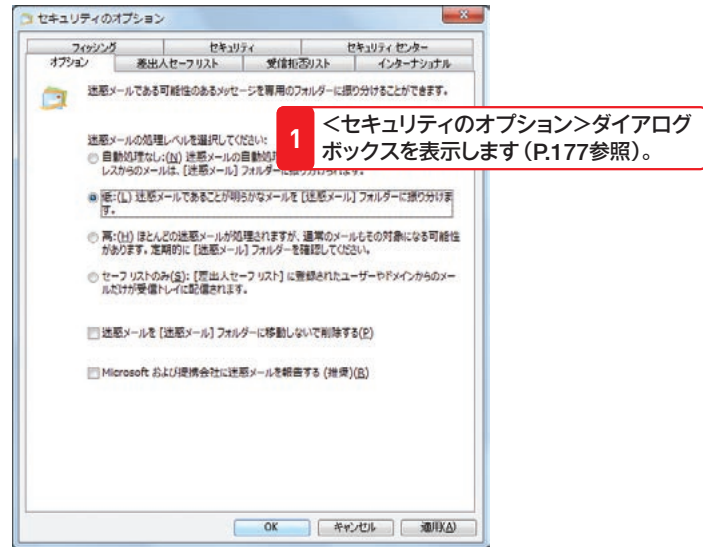 セキュリティのオプション
フィッシング セキュリティ セキュリティ センター
オプション 差出人セーフリスト 受信拒否リスト インターナショナル
迷惑メールである可能性のあるメッセージを専用のフォルダーに振り分けることができます。
1 <セキュリティのオプション>ダイアログ
ボックスを表示します(P.177参照)。
迷惑メールの処理レベルを選択してください:
自動処理なし:(N) 迷惑メールの自動処
レスからのメールは、[迷惑メール] フォルダーに振り分けられます。
低:(L) 迷惑メールであることが明らかなメールを [迷惑メール] フォルダーに振り分けま
す。
高:(H) ほとんどの迷惑メールが処理されますが、通常のメールもその対象になる可能性
があります。定期的に [迷惑メール] フォルダーを確認してください。
セーフ リストのみ(S): [差出人セーフ リスト] に登録されたユーザーやドメインからのメー
ルだけが受信トレイに配信されます。
迷惑メールを [迷惑メール] フォルダーに移動しないで削除する(P)
Microsoft および提携会社に迷惑メールを報告する (推奨)(R)
OK キャンセル 適用(A)